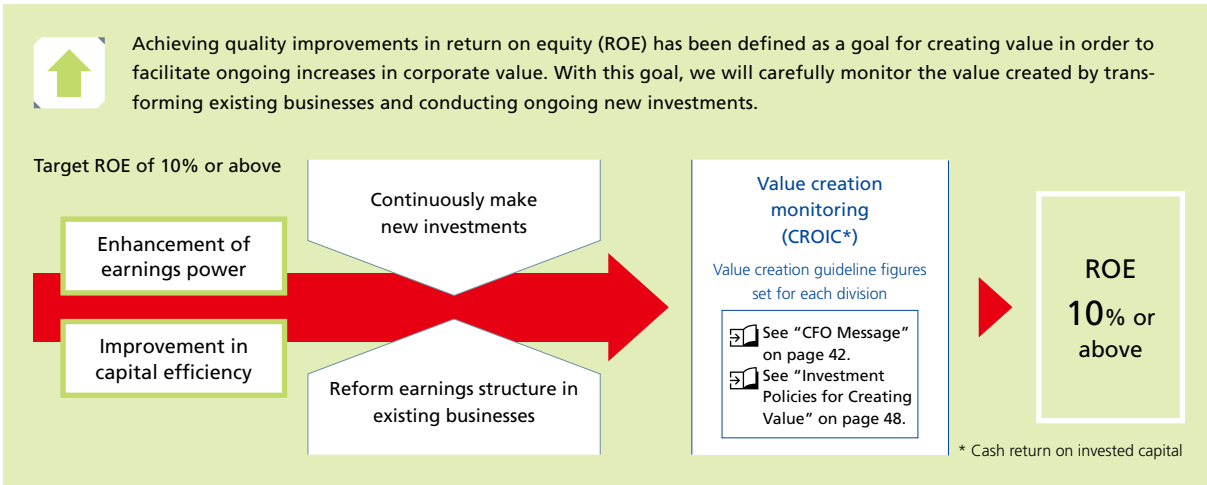 Achieving quality improvements in return on equity (ROE) has been defined as a goal for creating value in order to
facilitate ongoing increases in corporate value. With this goal, we will carefully monitor the value created by trans-
forming existing businesses and conducting ongoing new investments.
Target ROE of 10% or above
Enhancement of
earnings power
Improvement in
capital efficiency
Continuously make
new investments
Reform earnings structure in
existing businesses
Value creation
monitoring
(CROIC*)
Value creation guideline figures
set for each division
See “CFO Message”
on page 42.
See “Investment
Policies for Creating
Value” on page 48.
ROE
10% or
above
* Cash return on invested capital